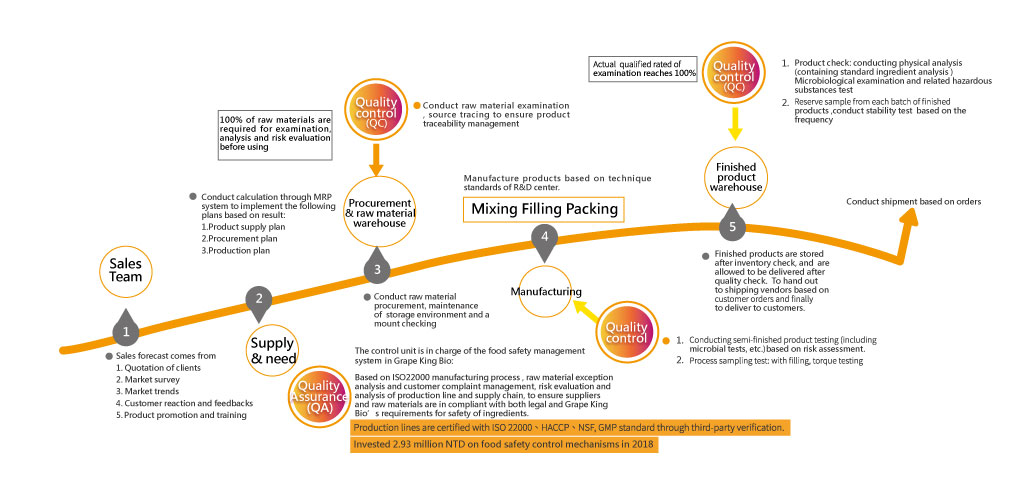 Sales
Team
1
Sales forecast comes from
1. Quotation of clients
2. Market survey
3. Market trends
4. Customer reaction and feedbacks
5. Product promotion and training
2
Supply
& need
Conduct calculation through MRP
system to implement the following
plans based on result:
1.Product supply plan
2.Procurement plan
3.Production plan
100% of raw materials are
required for examination,
analysis and risk evaluation
before using
Quality
control
(QC)
Conduct raw material examination
, source tracing to ensure product
traceability management
Procurement
& raw material
warehouse
3
Conduct raw material
procurement, maintenance
of storage environment and a
mount checking
Manufacture products based on technique
standards of R&D center.
Mixing Filling Packing
4
Manufacturing
Quality
control
1. Conducting semi-finished product testing (including
microbial tests, etc.)based on risk assessment.
2. Process sampling test: with filling, torque testing
Actual qualified rated of
examination reaches 100%
Quality
control
(QC)
1. Product check: conducting physical analysis
(containing standard ingredient analysis )
Microbiological examination and related hazardous
substances test
2. Reserve sample from each batch of finished
products ,conduct stability test based on the
frequency
Finished
product
warehouse
5
Finished products are stored
after inventory check, and are
allowed to be delivered after
quality check. To hand out
to shipping vendors based on
customer orders and finally
to deliver to customers.
Conduct shipment based on orders
Quality
Assurance
(QA)
The control unit is in charge of the food safety management
system in Grape King Bio:
Based on ISO22000 manufacturing process , raw material exception
analysis and customer complaint management, risk evaluation and
analysis of production line and supply chain, to ensure suppliers
and raw materials are in compliant with both legal and Grape King
Bio’s requirements for safety of ingredients.
Production lines are certified with ISO 22000、HACCP、NSF, GMP standard through third-party verification.
Invested 2.93 million NTD on food safety control mechanisms in 2018